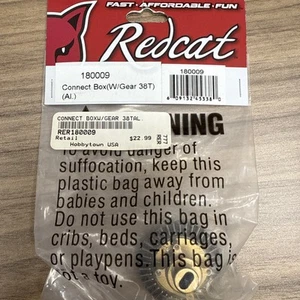 FAST • AFFORDABLE • FUN
Redcat
180009
Connect Box(W/Gear 38T)
(Al.)
180009
CONNECT BOXW/GEAR 38TAL
RER180009
Retail
$22.99
Hobbytown USA
NING
To avoid danger of
suffocation, keep this
plastic bag away from
babies and children.
Do not use this bag in
cribs, beds, carriages,
or playpens. This bag is
not a toy.